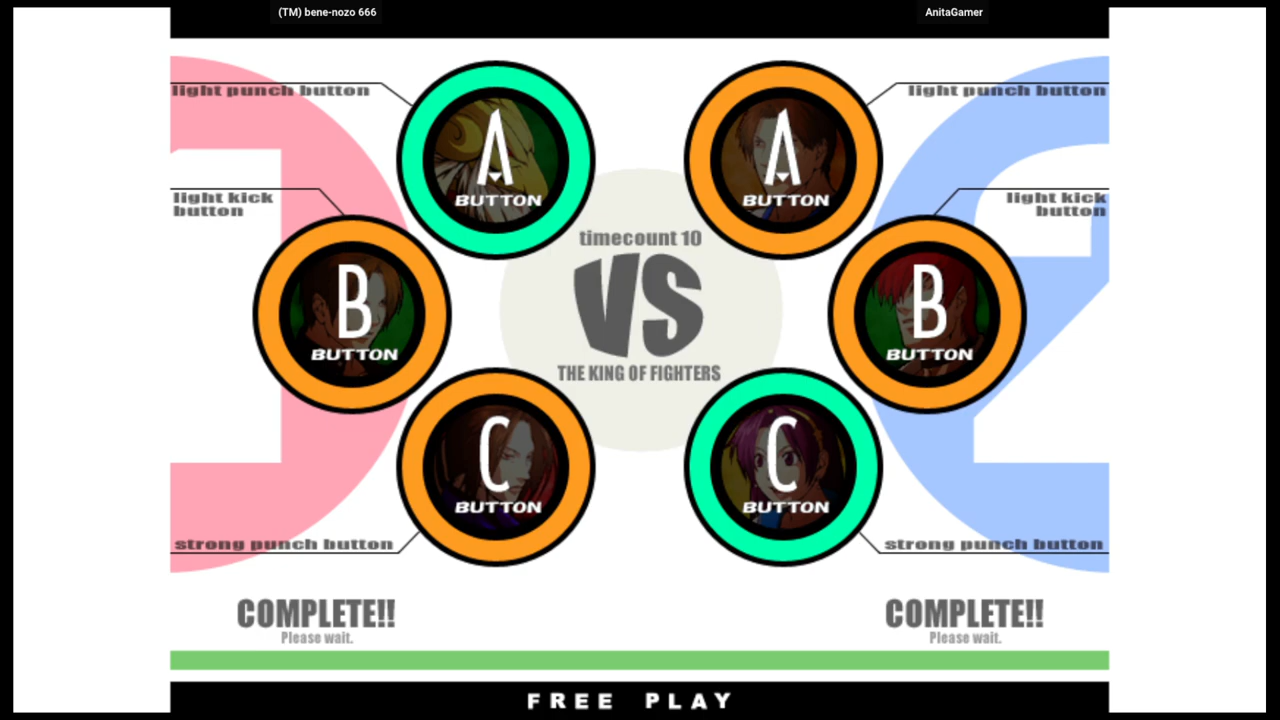 (TM) bene-nozo 666
AnitaGamer
light punch button
A
BUTTON
A
BUTTON
light punch button
light kick
button
B
BUTTON
timecount 10
VS
THE KING OF FIGHTERS
B
BUTTON
light kick
button
C
BUTTON
C
BUTTON
strong punch button
strong punch button
COMPLETE!!
Please wait.
COMPLETE!!
Please wait.
FREE PLAY